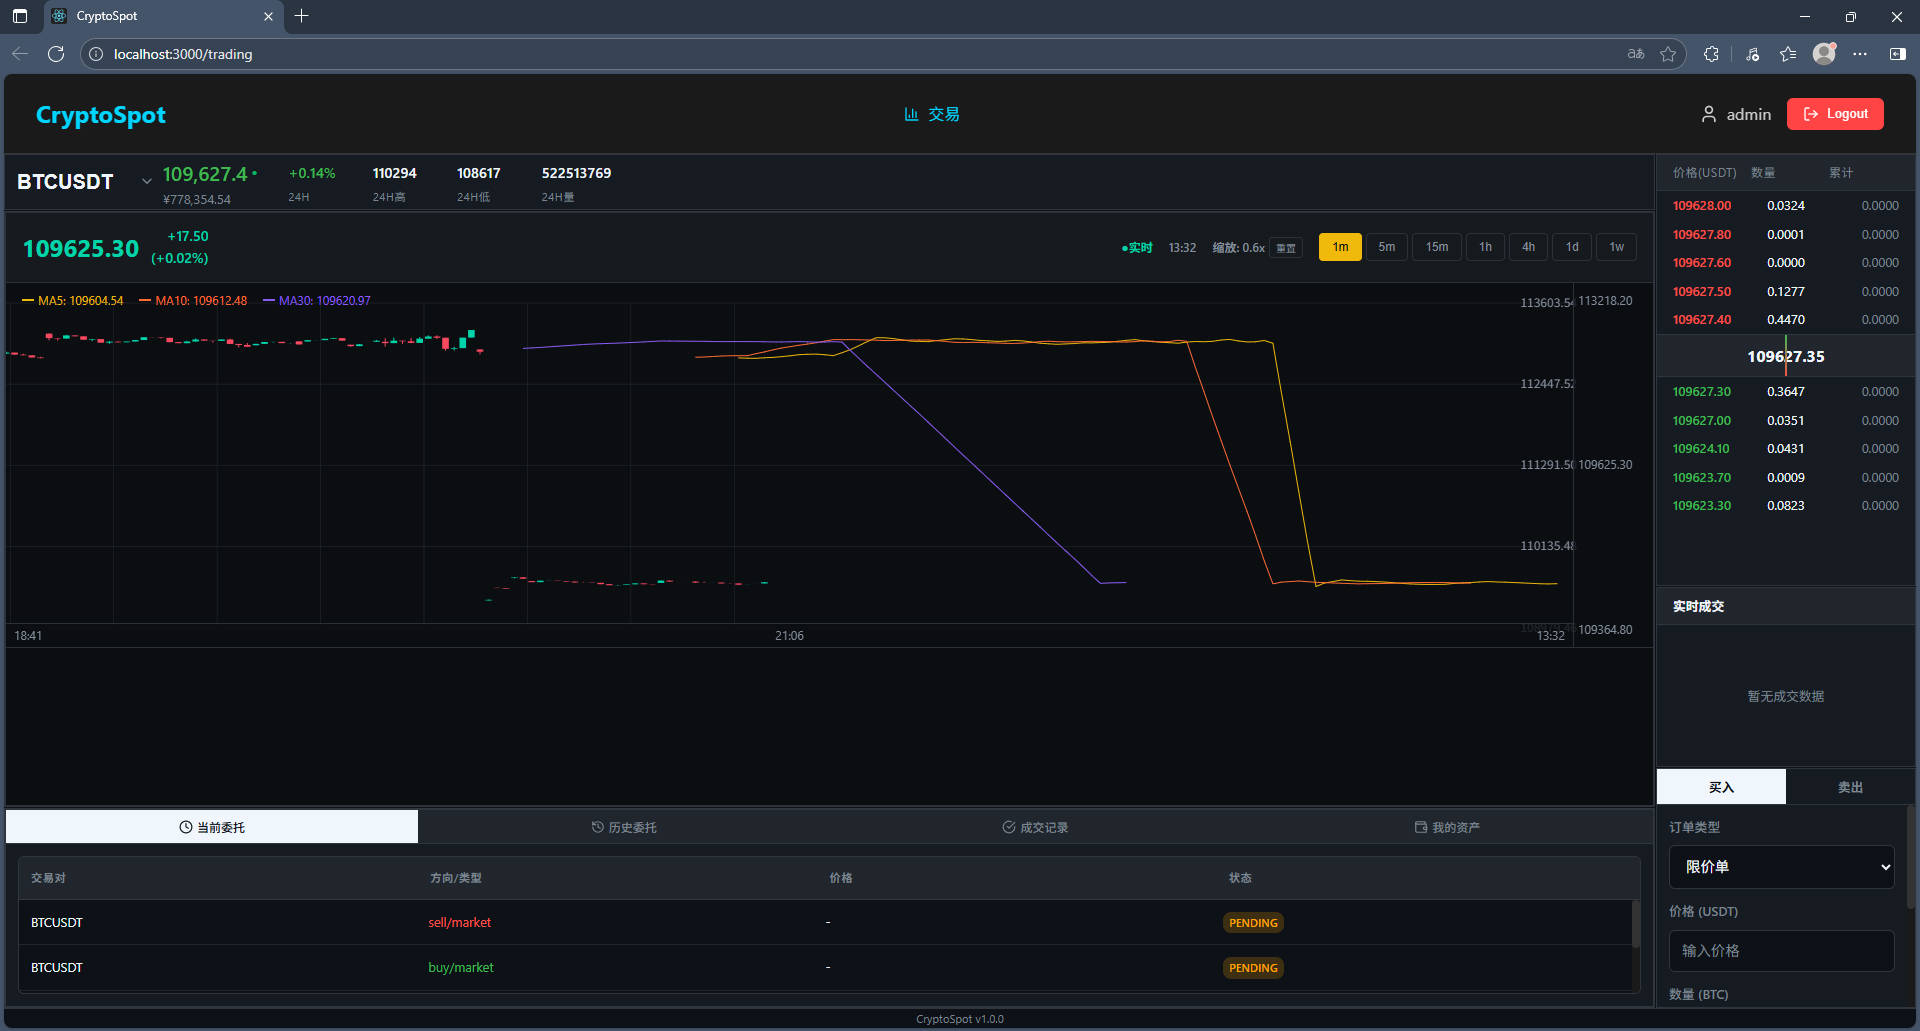 CryptoSpot
localhost:3000/trading
CryptoSpot
交易
admin
Logout
BTCUSDT
109,627.4
¥778,354.54
+0.14%
24H
110294
24H高
108617
24H低
522513769
24H量
109625.30
+17.50
(+0.02%)
实时
13:32
缩放: 0.6x
重置
1m
5m
15m
1h
4h
1d
1w
MA5: 109604.54
MA10: 109612.48
MA30: 109620.97
113603.54
112447.52
111291.50
110135.48
113218.20
109625.30
109364.80
18:41
21:06
13:32
当前委托
历史委托
成交记录
我的资产
交易对 方向/类型 价格 状态
BTCUSDT sell/market - PENDING
BTCUSDT buy/market - PENDING
价格(USDT) 数量 累计
109628.00 0.0324 0.0000
109627.80 0.0001 0.0000
109627.60 0.0000 0.0000
109627.50 0.1277 0.0000
109627.40 0.4470 0.0000
109627.35
109627.30 0.3647 0.0000
109627.00 0.0351 0.0000
109624.10 0.0431 0.0000
109623.70 0.0009 0.0000
109623.30 0.0823 0.0000
实时成交
暂无成交数据
买入
卖出
订单类型
限价单
价格 (USDT)
输入价格
数量 (BTC)
CryptoSpot v1.0.0